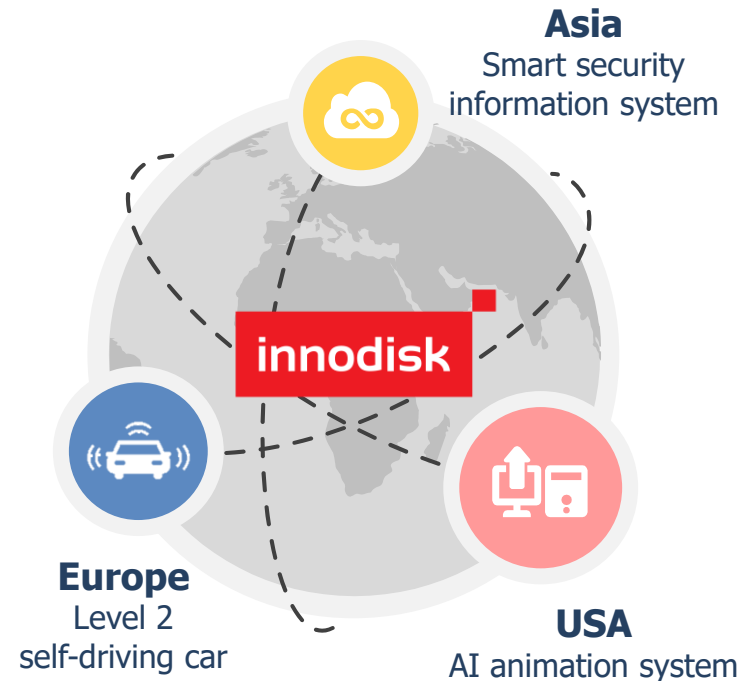 Asia
Smart security
information system
innodisk
Europe
Level 2
self-driving car
USA
AI animation system